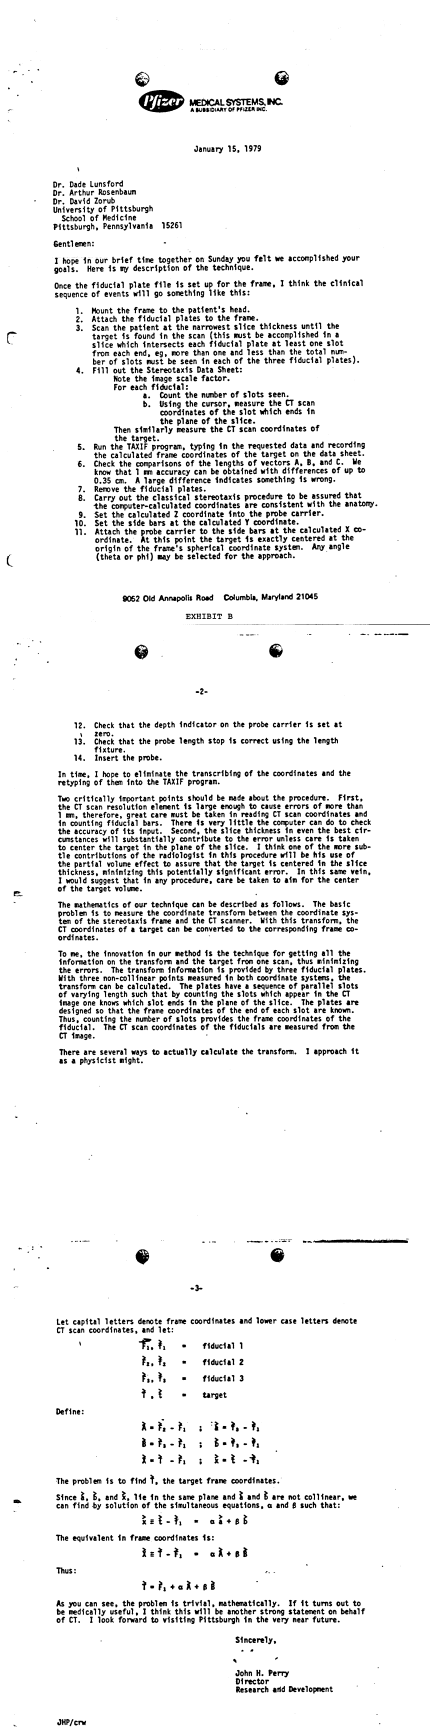 Pfizer MEDICAL SYSTEMS, INC.
A SUBSIDIARY OF PFIZER INC.
January 15, 1979
Dr. Dade Lunsford
Dr. Arthur Rosenbaum
Dr. David Zorub
University of Pittsburgh
School of Medicine
Pittsburgh, Pennsylvania 15261
Gentlemen:
I hope in our brief time together on Sunday you felt we accomplished your
goals. Here is my description of the technique.
Once the fiducial plate file is set up for the frame, I think the clinical
sequence of events will go something like this:
1. Mount the frame to the patient's head.
2. Attach the fiducial plates to the frame.
3. Scan the patient at the narrowest slice thickness until the
target is found in the scan (this must be accomplished in a
slice which intersects each fiducial plate at least one slot
from each end, eg, more than one and less than the total num-
ber of slots must be seen in each of the three fiducial plates).
4. Fill out the Stereotaxis Data Sheet:
Note the image scale factor.
For each fiducial:
a. Count the number of slots seen.
b. Using the cursor, measure the CT scan
coordinates of the slot which ends in
the plane of the slice.
Then similarly measure the CT scan coordinates of
the target.
5. Run the TAXIF program, typing in the requested data and recording
the calculated frame coordinates of the target on the data sheet.
6. Check the comparisons of the lengths of vectors A, B, and C. We
know that 1 mm accuracy can be obtained with differences of up to
0.35 cm. A large difference indicates something is wrong.
7. Remove the fiducial plates.
8. Carry out the classical stereotaxis procedure to be assured that
the computer-calculated coordinates are consistent with the anatomy.
9. Set the calculated Z coordinate into the probe carrier.
10. Set the side bars at the calculated Y coordinate.
11. Attach the probe carrier to the side bars at the calculated X co-
ordinate. At this point the target is exactly centered at the
origin of the frame's spherical coordinate system. Any angle
(theta or phi) may be selected for the approach.
9052 Old Annapolis Road Columbia, Maryland 21045
EXHIBIT B
-2-
12. Check that the depth indicator on the probe carrier is set at
zero.
13. Check that the probe length stop is correct using the length
fixture.
14. Insert the probe.
In time, I hope to eliminate the transcribing of the coordinates and the
retyping of them into the TAXIF program.
Two critically important points should be made about the procedure. First,
the CT scan resolution element is large enough to cause errors of more than
1 mm, therefore, great care must be taken in reading CT scan coordinates and
in counting fiducial bars. There is very little the computer can do to check
the accuracy of its input. Second, the slice thickness in even the best cir-
cumstances will substantially contribute to the error unless care is taken
to center the target in the plane of the slice. I think one of the more sub-
tle contributions of the radiologist in this procedure will be his use of
the partial volume effect to assure that the target is centered in the slice
thickness, minimizing this potentially significant error. In this same vein,
I would suggest that in any procedure, care be taken to aim for the center
of the target volume.
The mathematics of our technique can be described as follows. The basic
problem is to measure the coordinate transform between the coordinate sys-
tem of the stereotaxis frame and the CT scanner. With this transform, the
CT coordinates of a target can be converted to the corresponding frame co-
ordinates.
To me, the innovation in our method is the technique for getting all the
information on the transform and the target from one scan, thus minimizing
the errors. The transform information is provided by three fiducial plates.
With three non-collinear points measured in both coordinate systems, the
transform can be calculated. The plates have a sequence of parallel slots
of varying length such that by counting the slots which appear in the CT
image one knows which slot ends in the plane of the slice. The plates are
designed so that the frame coordinates of the end of each slot are known.
Thus, counting the number of slots provides the frame coordinates of the
fiducial. The CT scan coordinates of the fiducials are measured from the
CT image.
There are several ways to actually calculate the transform. I approach it
as a physicist might.
-3-
Let capital letters denote frame coordinates and lower case letters denote
CT scan coordinates, and let:
F⃗₁, f⃗₁ = fiducial 1
F⃗₂, f⃗₂ = fiducial 2
F⃗₃, f⃗₃ = fiducial 3
T⃗, t⃗ = target
Define:
A⃗ = F⃗₂ - F⃗₁ ; a⃗ = f⃗₂ - f⃗₁
B⃗ = F⃗₃ - F⃗₁ ; b⃗ = f⃗₃ - f⃗₁
X⃗ = T⃗ - F⃗₁ ; x⃗ = t⃗ - f⃗₁
The problem is to find T⃗, the target frame coordinates.
Since a⃗, b⃗, and x⃗, lie in the same plane and a⃗ and b⃗ are not collinear, we
can find by solution of the simultaneous equations, α and β such that:
x⃗ ≡ t⃗ - f⃗₁ = α a⃗ + β b⃗
The equivalent in frame coordinates is:
X⃗ ≡ T⃗ - F⃗₁ = α A⃗ + β B⃗
Thus:
T⃗ = F⃗₁ + α A⃗ + β B⃗
As you can see, the problem is trivial, mathematically. If it turns out to
be medically useful, I think this will be another strong statement on behalf
of CT. I look forward to visiting Pittsburgh in the very near future.
Sincerely,
John H. Perry
Director
Research and Development
JHP/crw